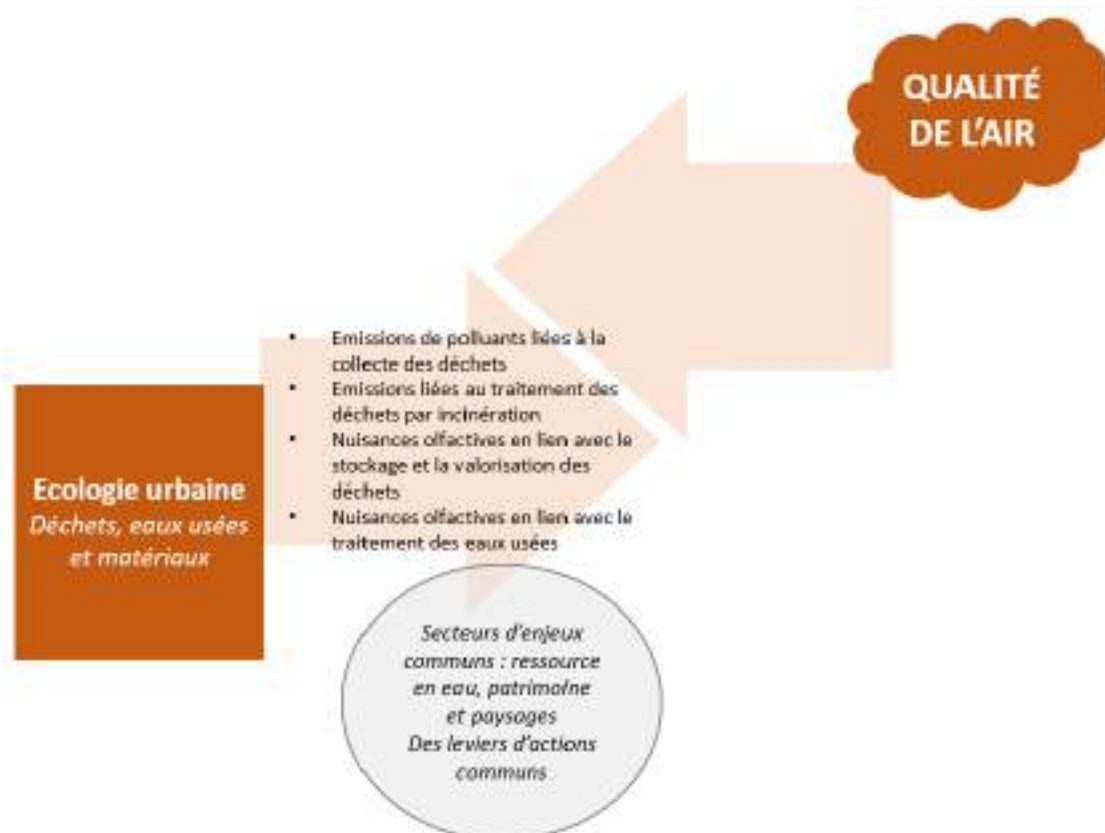 QUALITÉ
DE L'AIR
• Emissions de polluants liées à la
collecte des déchets
• Emissions liées au traitement des
déchets par incinération
• Nuisances olfactives en lien avec le
stockage et la valorisation des
déchets
• Nuisances olfactives en lien avec le
traitement des eaux usées
Ecologie urbaine
Déchets, eaux usées
et matériaux
Secteurs d'enjeux
communs : ressource
en eau, patrimoine
et paysages
Des leviers d'actions
communs